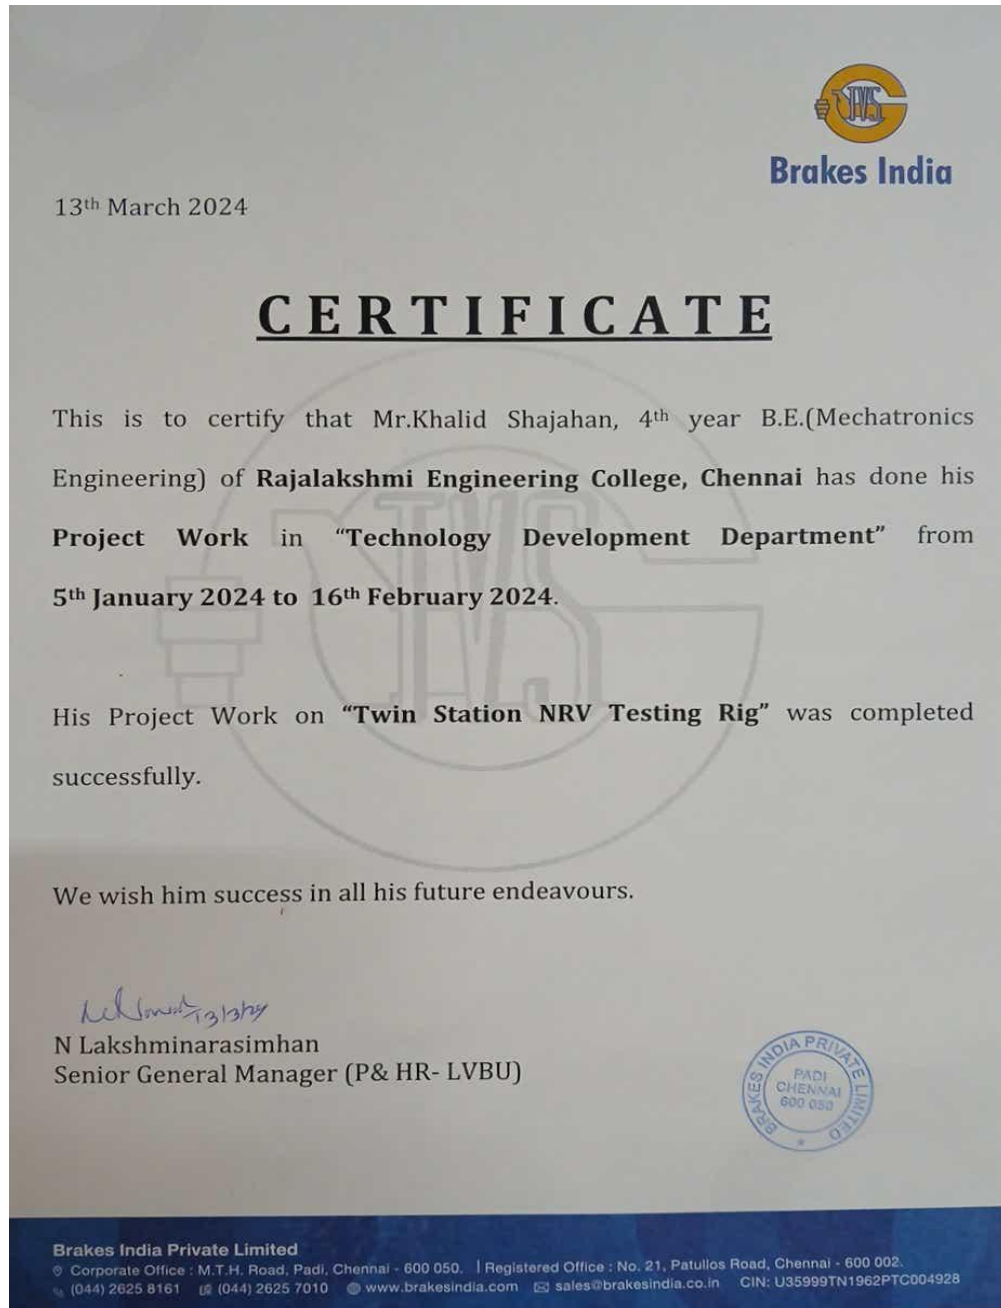 TVS
Brakes India
13th March 2024
CERTIFICATE
This is to certify that Mr.Khalid Shajahan, 4th year B.E.(Mechatronics
Engineering) of Rajalakshmi Engineering College, Chennai has done his
Project Work in “Technology Development Department” from
5th January 2024 to 16th February 2024.
TVS
His Project Work on “Twin Station NRV Testing Rig” was completed
successfully.
We wish him success in all his future endeavours.
13/3/24
N Lakshminarasimhan
Senior General Manager (P& HR- LVBU)
BRAKES INDIA PRIVATE LIMITED
PADI
CHENNAI
600 050
Brakes India Private Limited
Corporate Office : M.T.H. Road, Padi, Chennai - 600 050. | Registered Office : No. 21, Patullos Road, Chennai - 600 002.
(044) 2625 8161 (044) 2625 7010 www.brakesindia.com sales@brakesindia.co.in CIN: U35999TN1962PTC004928